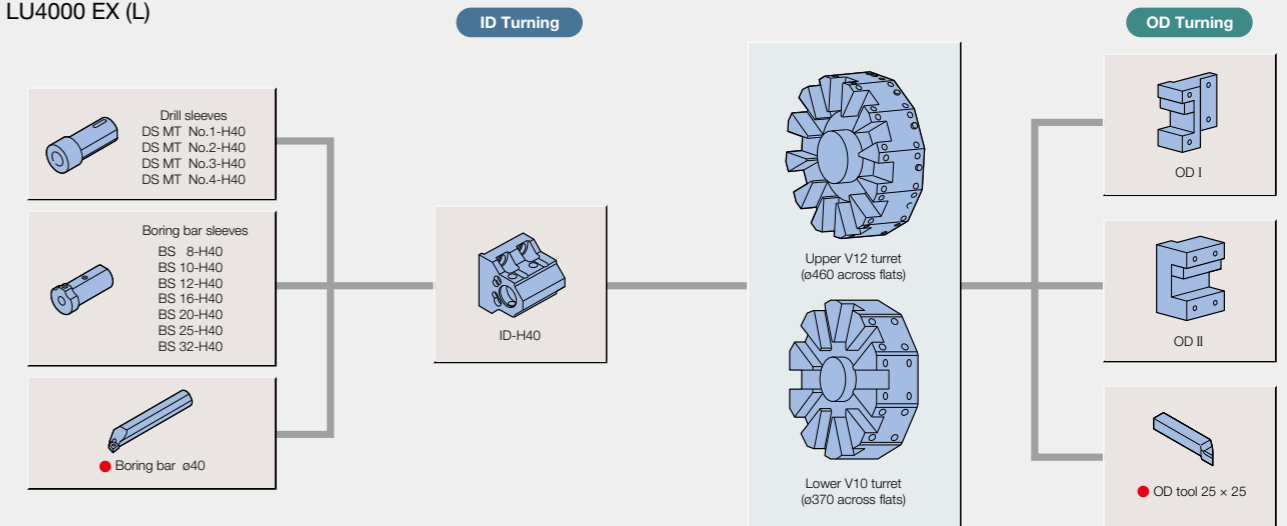 LU4000 EX (L)
ID Turning
OD Turning
Drill sleeves
DS MT No.1-H40
DS MT No.2-H40
DS MT No.3-H40
DS MT No.4-H40
Boring bar sleeves
BS 8-H40
BS 10-H40
BS 12-H40
BS 16-H40
BS 20-H40
BS 25-H40
BS 32-H40
Boring bar ø40
ID-H40
Upper V12 turret
(ø460 across flats)
Lower V10 turret
(ø370 across flats)
OD I
OD II
OD tool 25 × 25